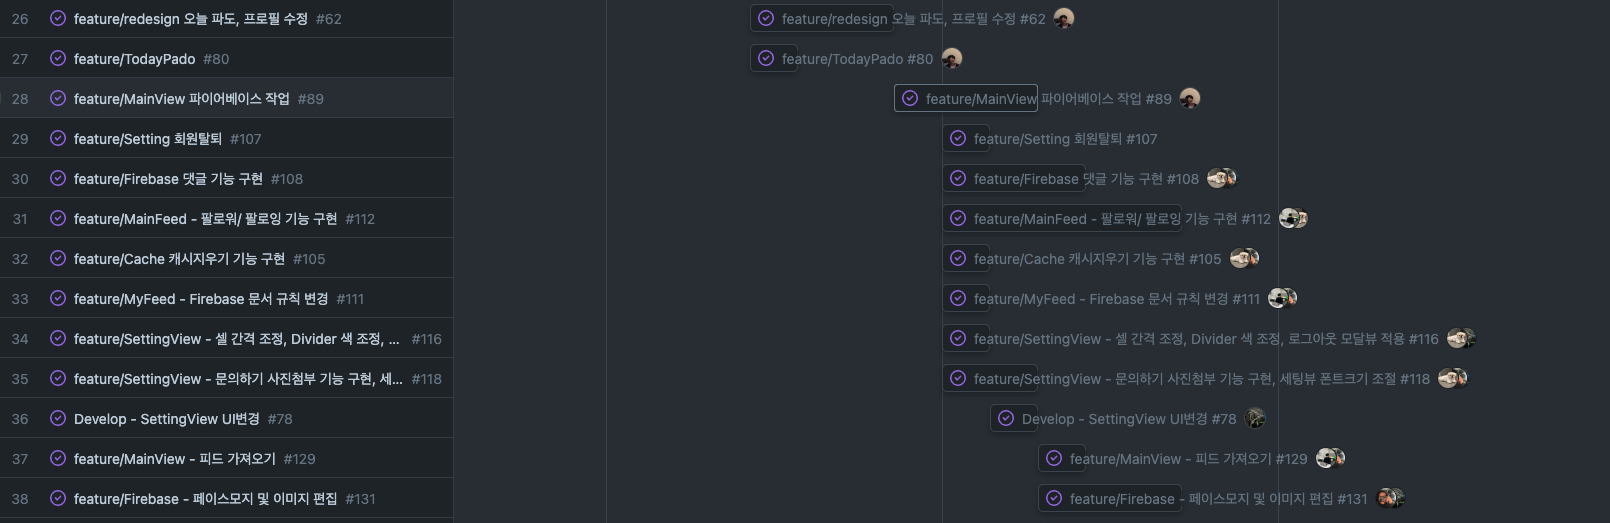 26 feature/redesign 오늘 파도, 프로필 수정 #62 feature/redesign 오늘 파도, 프로필 수정 #62
27 feature/TodayPado #80 feature/TodayPado #80
28 feature/MainView 파이어베이스 작업 #89 feature/MainView 파이어베이스 작업 #89
29 feature/Setting 회원탈퇴 #107 feature/Setting 회원탈퇴 #107
30 feature/Firebase 댓글 기능 구현 #108 feature/Firebase 댓글 기능 구현 #108
31 feature/MainFeed - 팔로워/ 팔로잉 기능 구현 #112 feature/MainFeed - 팔로워/ 팔로잉 기능 구현 #112
32 feature/Cache 캐시지우기 기능 구현 #105 feature/Cache 캐시지우기 기능 구현 #105
33 feature/MyFeed - Firebase 문서 규칙 변경 #111 feature/MyFeed - Firebase 문서 규칙 변경 #111
34 feature/SettingView - 셀 간격 조정, Divider 색 조정, ... #116 feature/SettingView - 셀 간격 조정, Divider 색 조정, 로그아웃 모달뷰 적용 #116
35 feature/SettingView - 문의하기 사진첨부 기능 구현, 세... #118 feature/SettingView - 문의하기 사진첨부 기능 구현, 세팅뷰 폰트크기 조절 #118
36 Develop - SettingView UI변경 #78 Develop - SettingView UI변경 #78
37 feature/MainView - 피드 가져오기 #129 feature/MainView - 피드 가져오기 #129
38 feature/Firebase - 페이스모지 및 이미지 편집 #131 feature/Firebase - 페이스모지 및 이미지 편집 #131